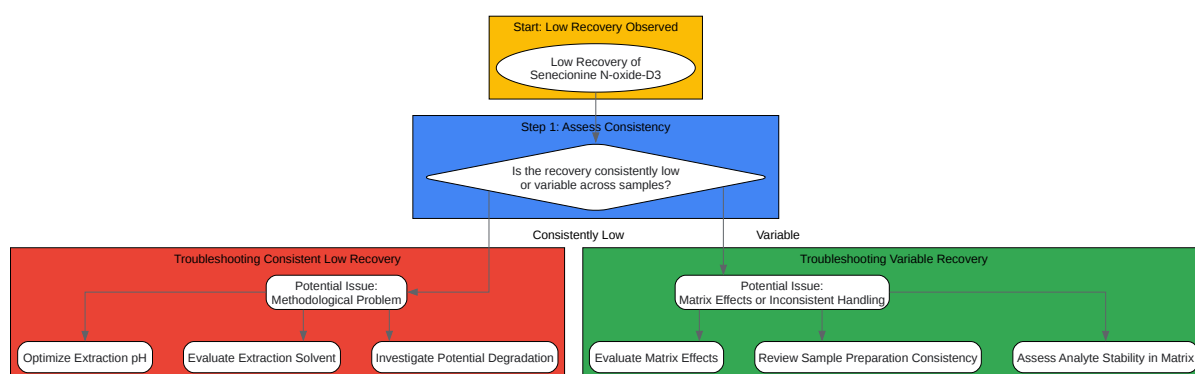 Start: Low Recovery Observed
Low Recovery of
Senecionine N-oxide-D3
Step 1: Assess Consistency
Is the recovery consistently low
or variable across samples?
Consistently Low
Variable
Troubleshooting Consistent Low Recovery
Potential Issue:
Methodological Problem
Optimize Extraction pH
Evaluate Extraction Solvent
Investigate Potential Degradation
Troubleshooting Variable Recovery
Potential Issue:
Matrix Effects or Inconsistent Handling
Evaluate Matrix Effects
Review Sample Preparation Consistency
Assess Analyte Stability in Matrix